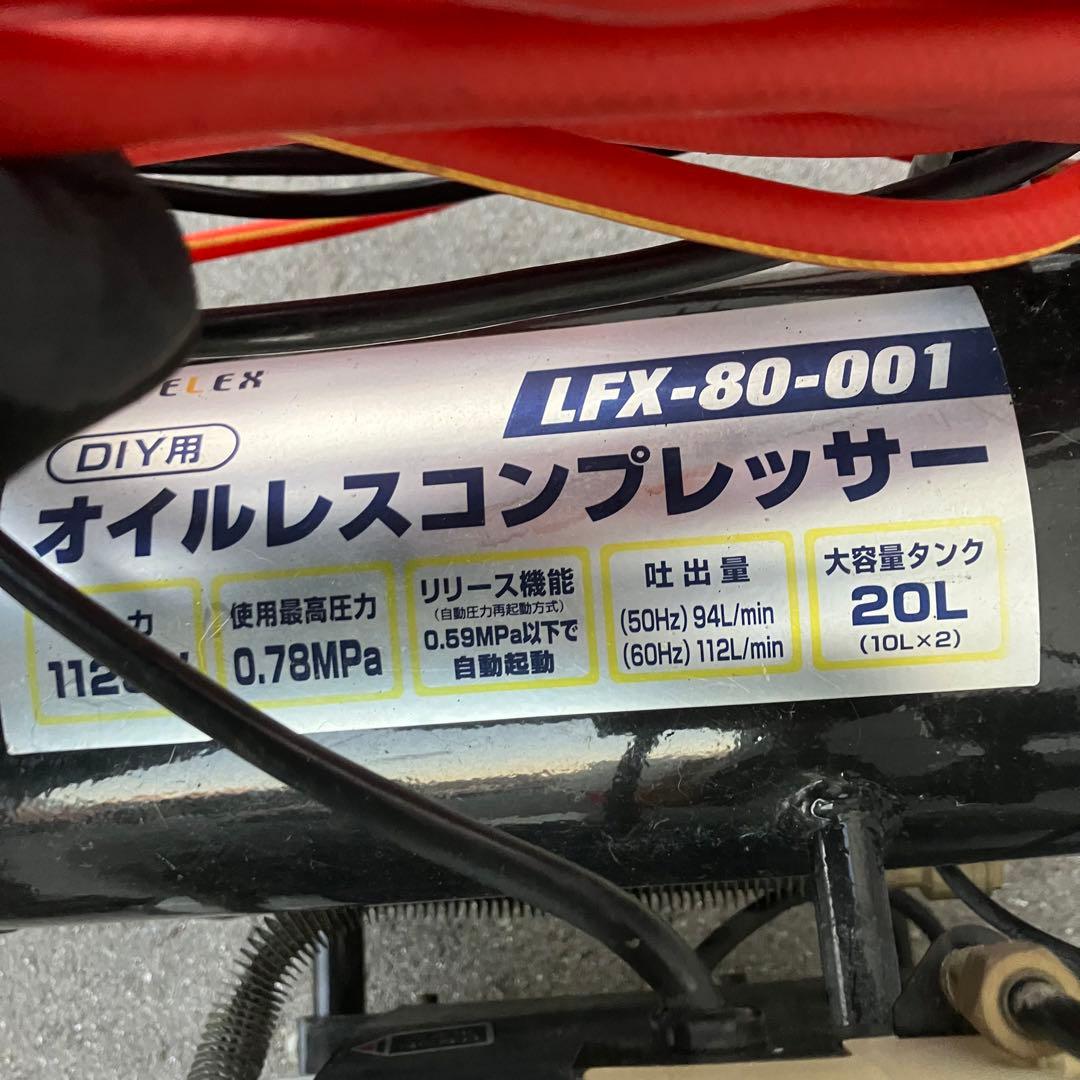 ELEX
LFX-80-001
DIY用
オイルレスコンプレッサー
力
112
使用最高圧力
0.78MPa
リリース機能
(自動圧力再起動方式)
0.59MPa以下で
自動起動
吐出量
(50Hz) 94L/min
(60Hz) 112L/min
大容量タンク
20L
(10L×2)